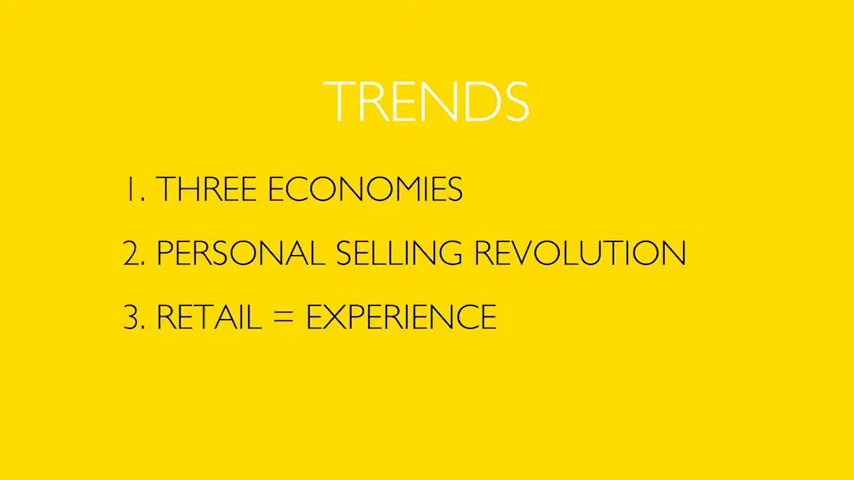 TRENDS
1. THREE ECONOMIES
2. PERSONAL SELLING REVOLUTION
3. RETAIL = EXPERIENCE